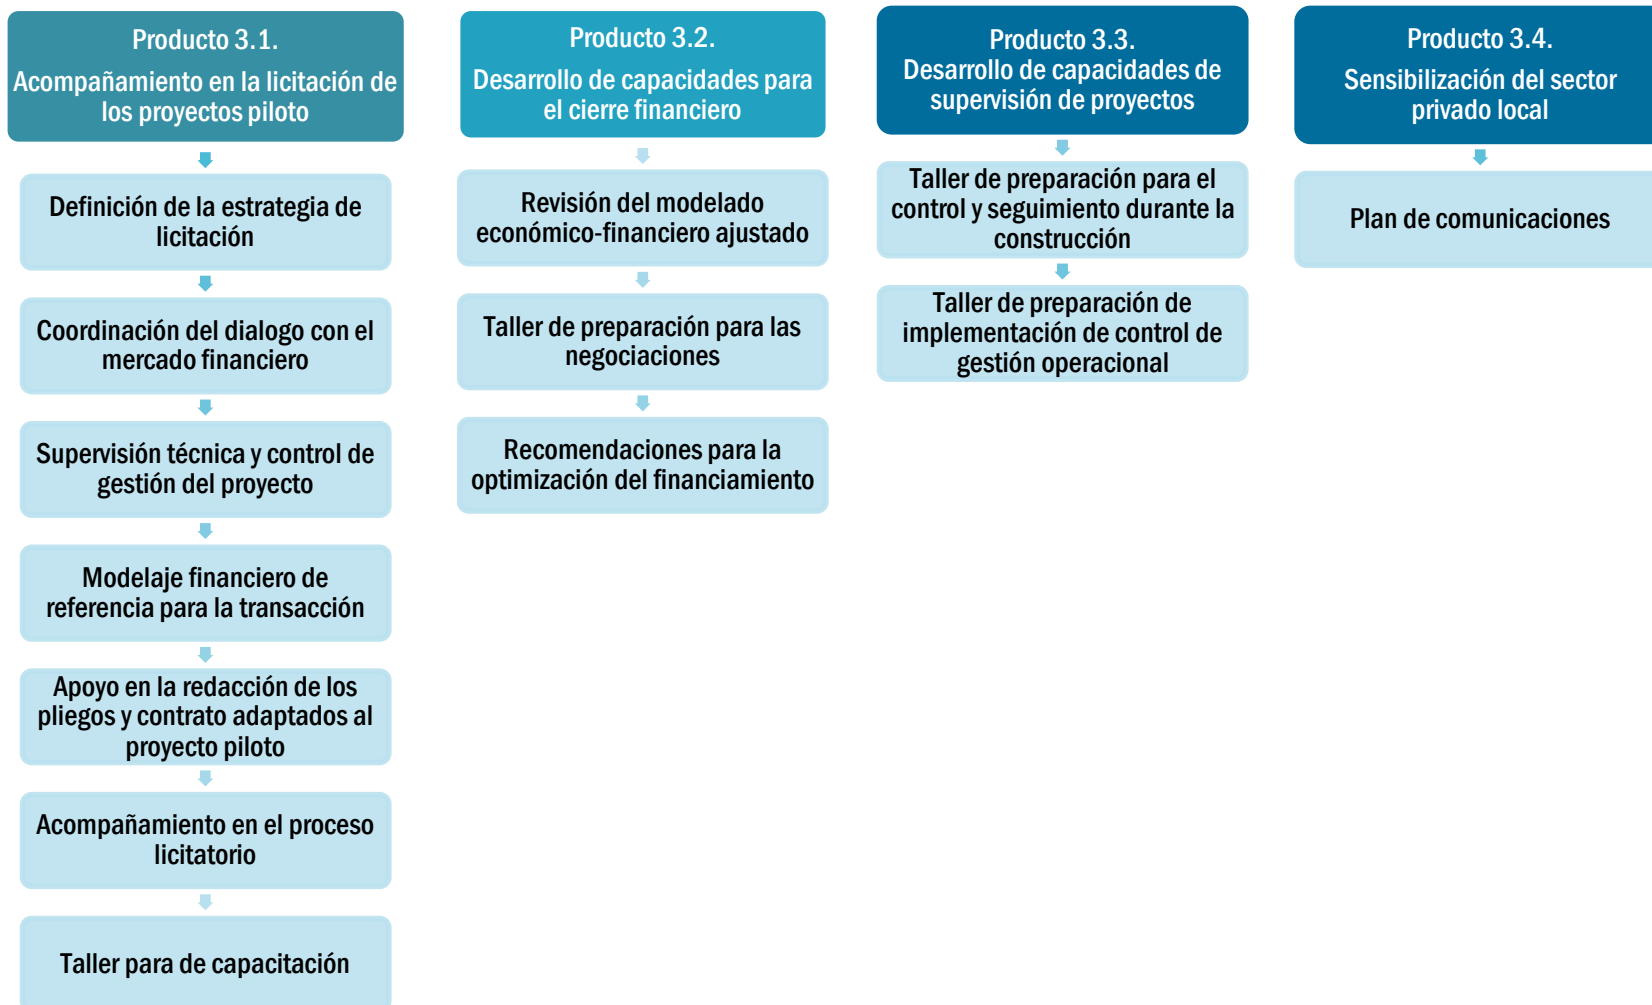 Producto 3.1.
Acompañamiento en la licitación de
los proyectos piloto
Definición de la estrategia de
licitación
Coordinación del dialogo con el
mercado financiero
Supervisión técnica y control de
gestión del proyecto
Modelaje financiero de
referencia para la transacción
Apoyo en la redacción de los
pliegos y contrato adaptados al
proyecto piloto
Acompañamiento en el proceso
licitatorio
Taller para de capacitación
Producto 3.2.
Desarrollo de capacidades para
el cierre financiero
Revisión del modelado
económico-financiero ajustado
Taller de preparación para las
negociaciones
Recomendaciones para la
optimización del financiamiento
Producto 3.3.
Desarrollo de capacidades de
supervisión de proyectos
Taller de preparación para el
control y seguimiento durante la
construcción
Taller de preparación de
implementación de control de
gestión operacional
Producto 3.4.
Sensibilización del sector
privado local
Plan de comunicaciones